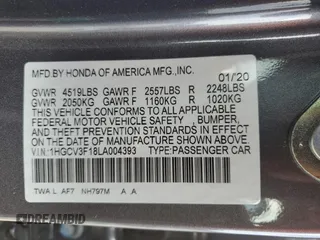 MFD.BY HONDA OF AMERICA MFG.,INC.
01/20
GVWR 4519LBS GAWR F 2557LBS R 2248LBS
GVWR 2050KG GAWR F 1160KG R 1020KG
THIS VEHICLE CONFORMS TO ALL APPLICABLE
FEDERAL MOTOR VEHICLE SAFETY , BUMPER,
AND THEFT PREVENTION STANDARDS IN EFFECT
ON THE DATE OF MANUFACTURE SHOWN ABOVE.
V.I.N:1HGCV3F18LA004393 TYPE:PASSENGER CAR
TWA L AF7 NH797M A .A
DREAMBID